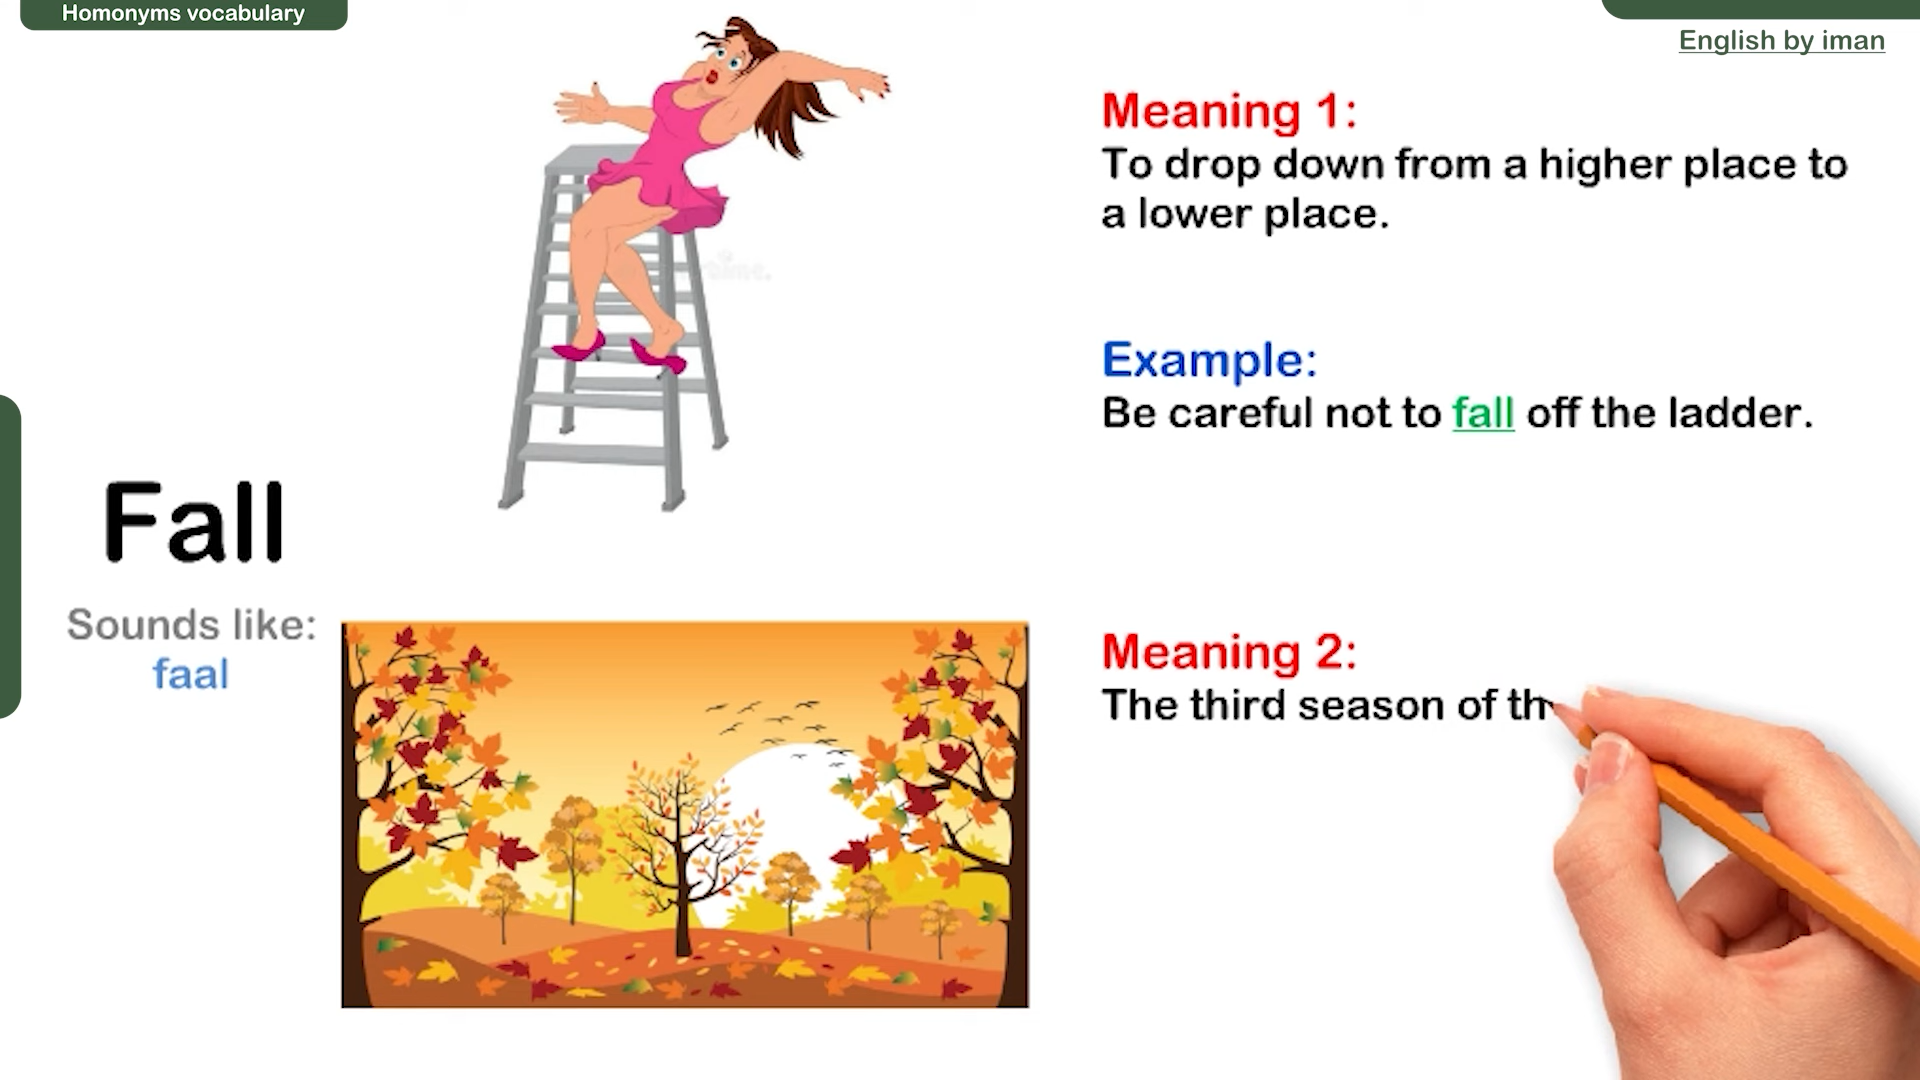 Homonyms vocabulary
English by iman
Meaning 1:
To drop down from a higher place to
a lower place.
Example:
Be careful not to fall off the ladder.
Fall
Sounds like:
faal
Meaning 2:
The third season of th